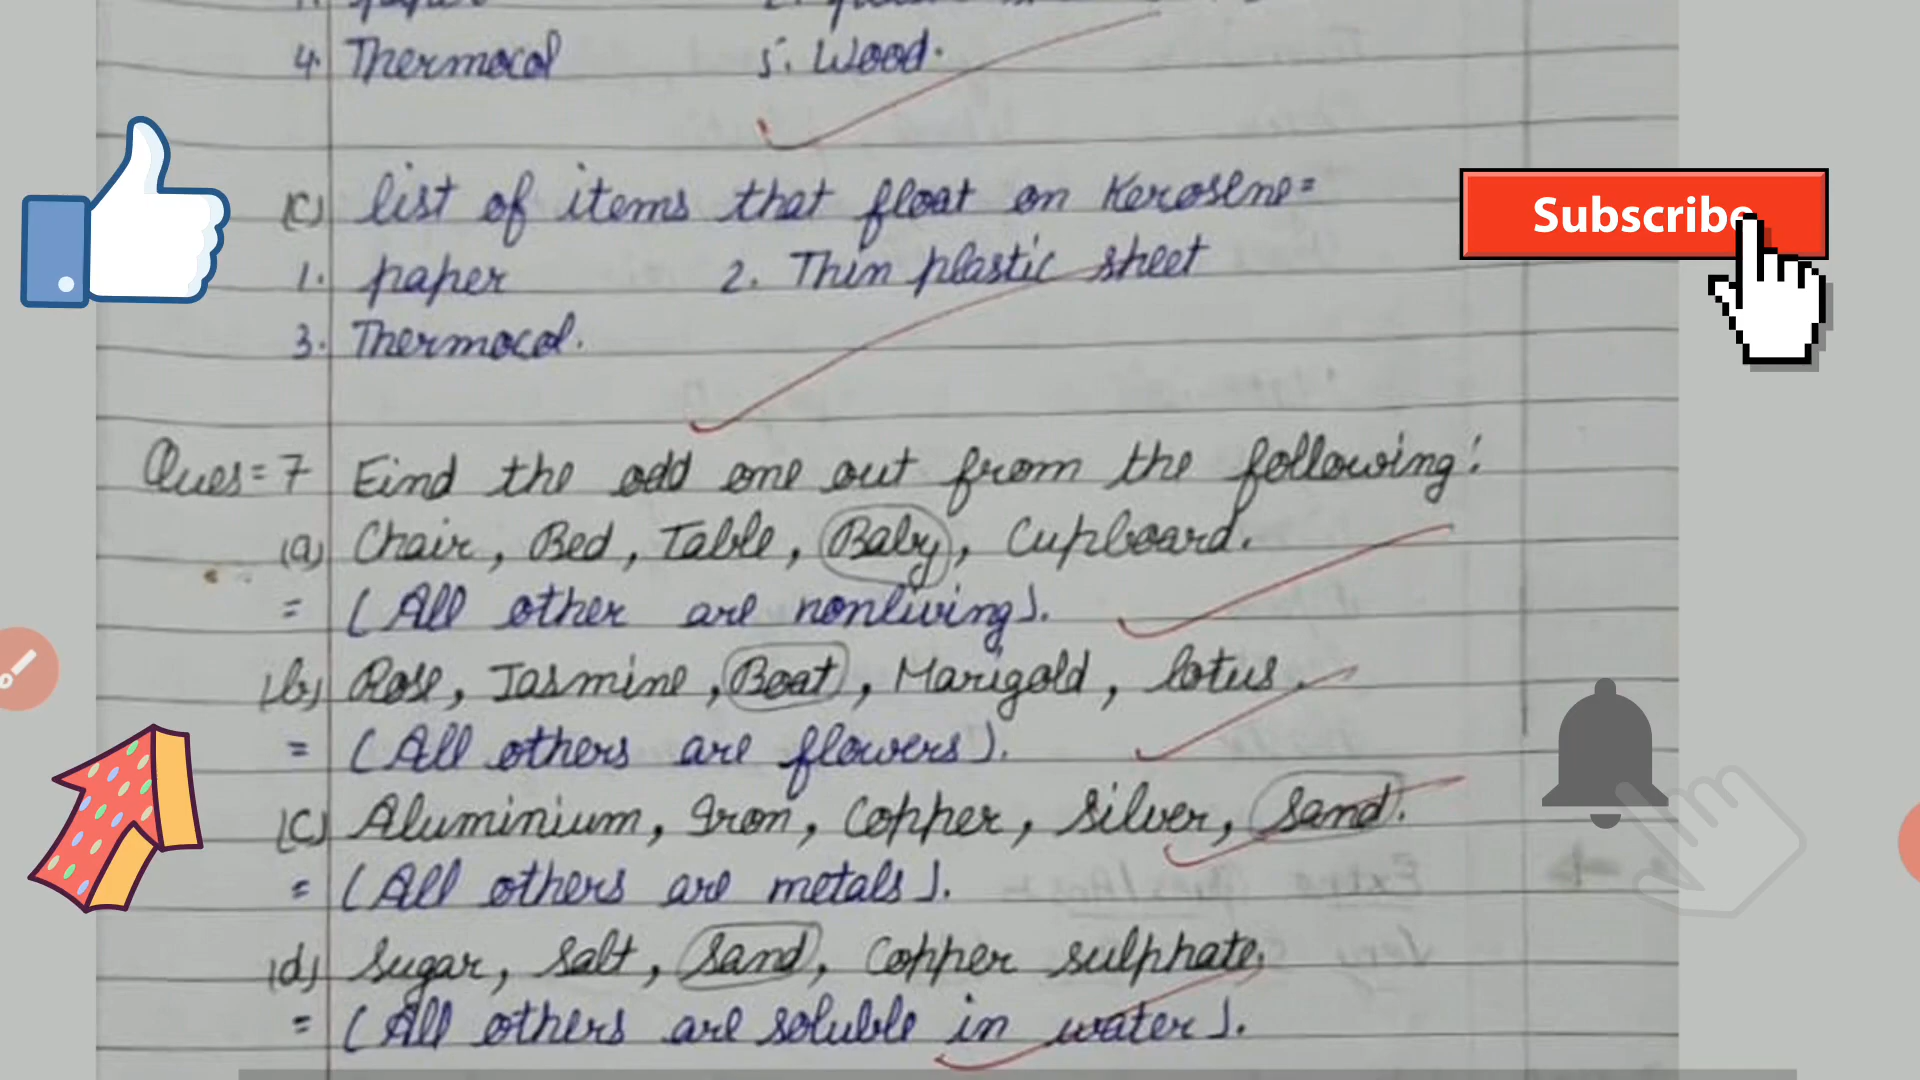 4. Thermocol 5. Wood.
(c) list of items that float on Kerosene=
1. paper 2. Thin plastic sheet
3. Thermocol.
Subscribe
Ques=7 Find the odd one out from the following:
(a) Chair, Bed, Table, Baby, Cupboard.
= (All other are nonliving).
(b) Rose, Jasmine, Boat, Marigold, lotus.
= (All others are flowers).
(c) Aluminium, Iron, Copper, Silver, Sand.
= (All others are metals).
(d) Sugar, Salt, Sand, Copper sulphate.
= (All others are soluble in water).